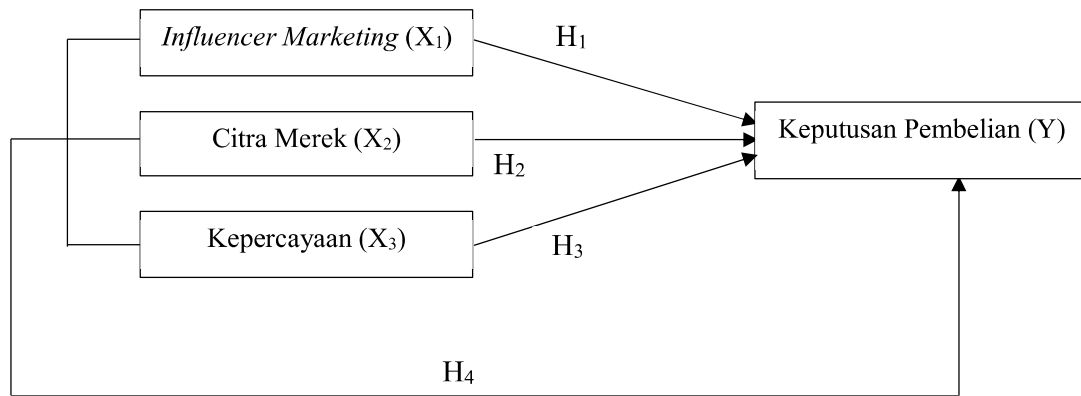 Influencer Marketing (X₁)
H₁
Citra Merek (X₂)
Keputusan Pembelian (Y)
H₂
Kepercayaan (X₃)
H₃
H₄